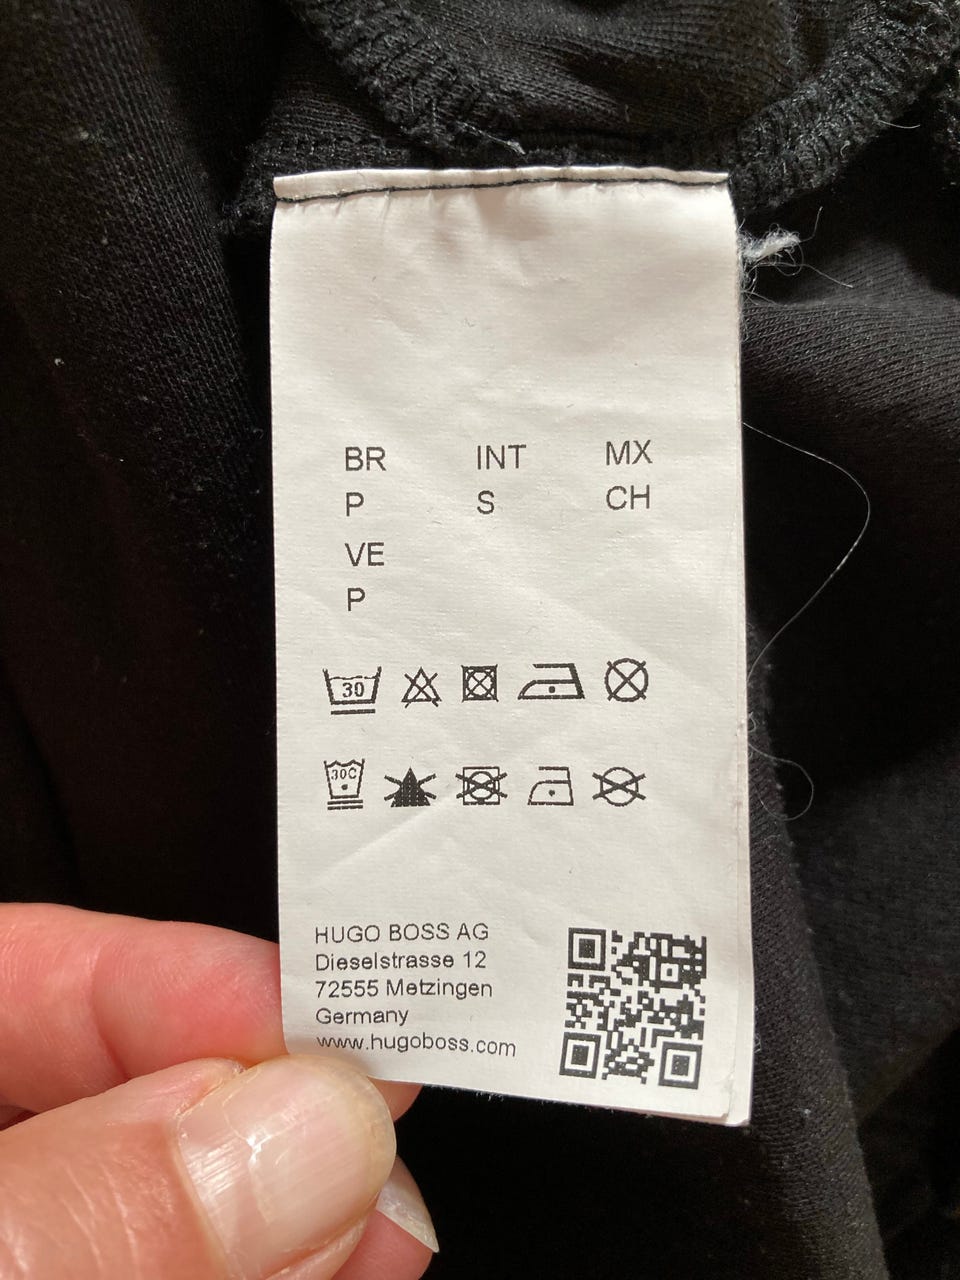 BR INT MX
P S CH
VE
P
30
30C
HUGO BOSS AG
Dieselstrasse 12
72555 Metzingen
Germany
www.hugoboss.com